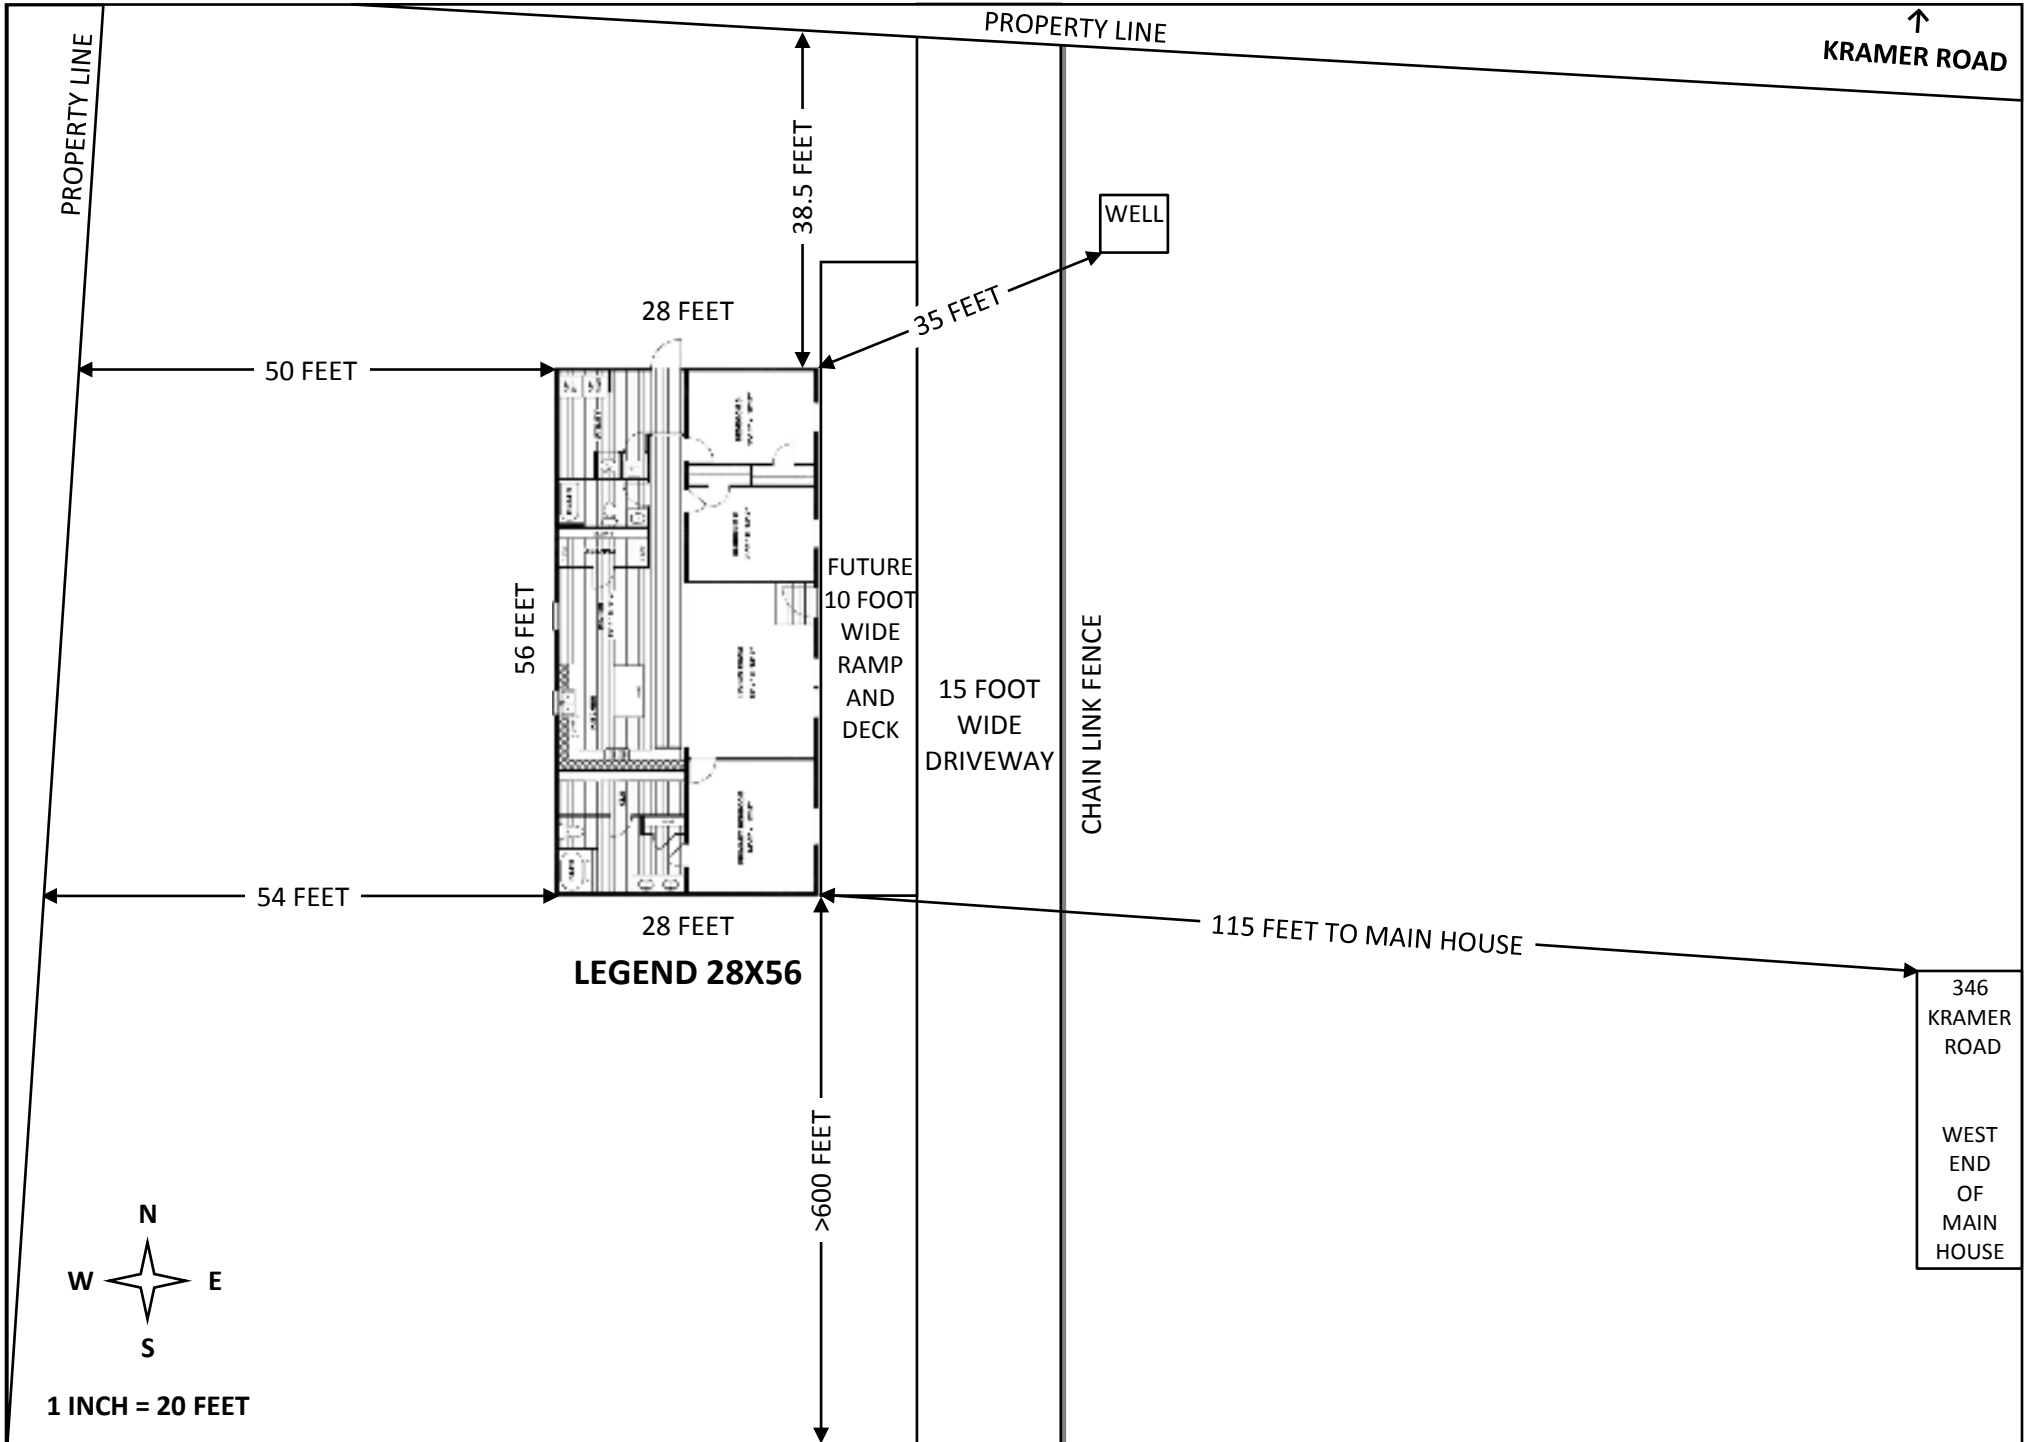 PROPERTY LINE
KRAMER ROAD
PROPERTY LINE
38.5 FEET
WELL
35 FEET
28 FEET
50 FEET
56 FEET
FUTURE
10 FOOT
WIDE
RAMP
AND
DECK
15 FOOT
WIDE
DRIVEWAY
CHAIN LINK FENCE
54 FEET
28 FEET
115 FEET TO MAIN HOUSE
LEGEND 28X56
346
KRAMER
ROAD
WEST
END
OF
MAIN
HOUSE
>600 FEET
N
W E
S
1 INCH = 20 FEET